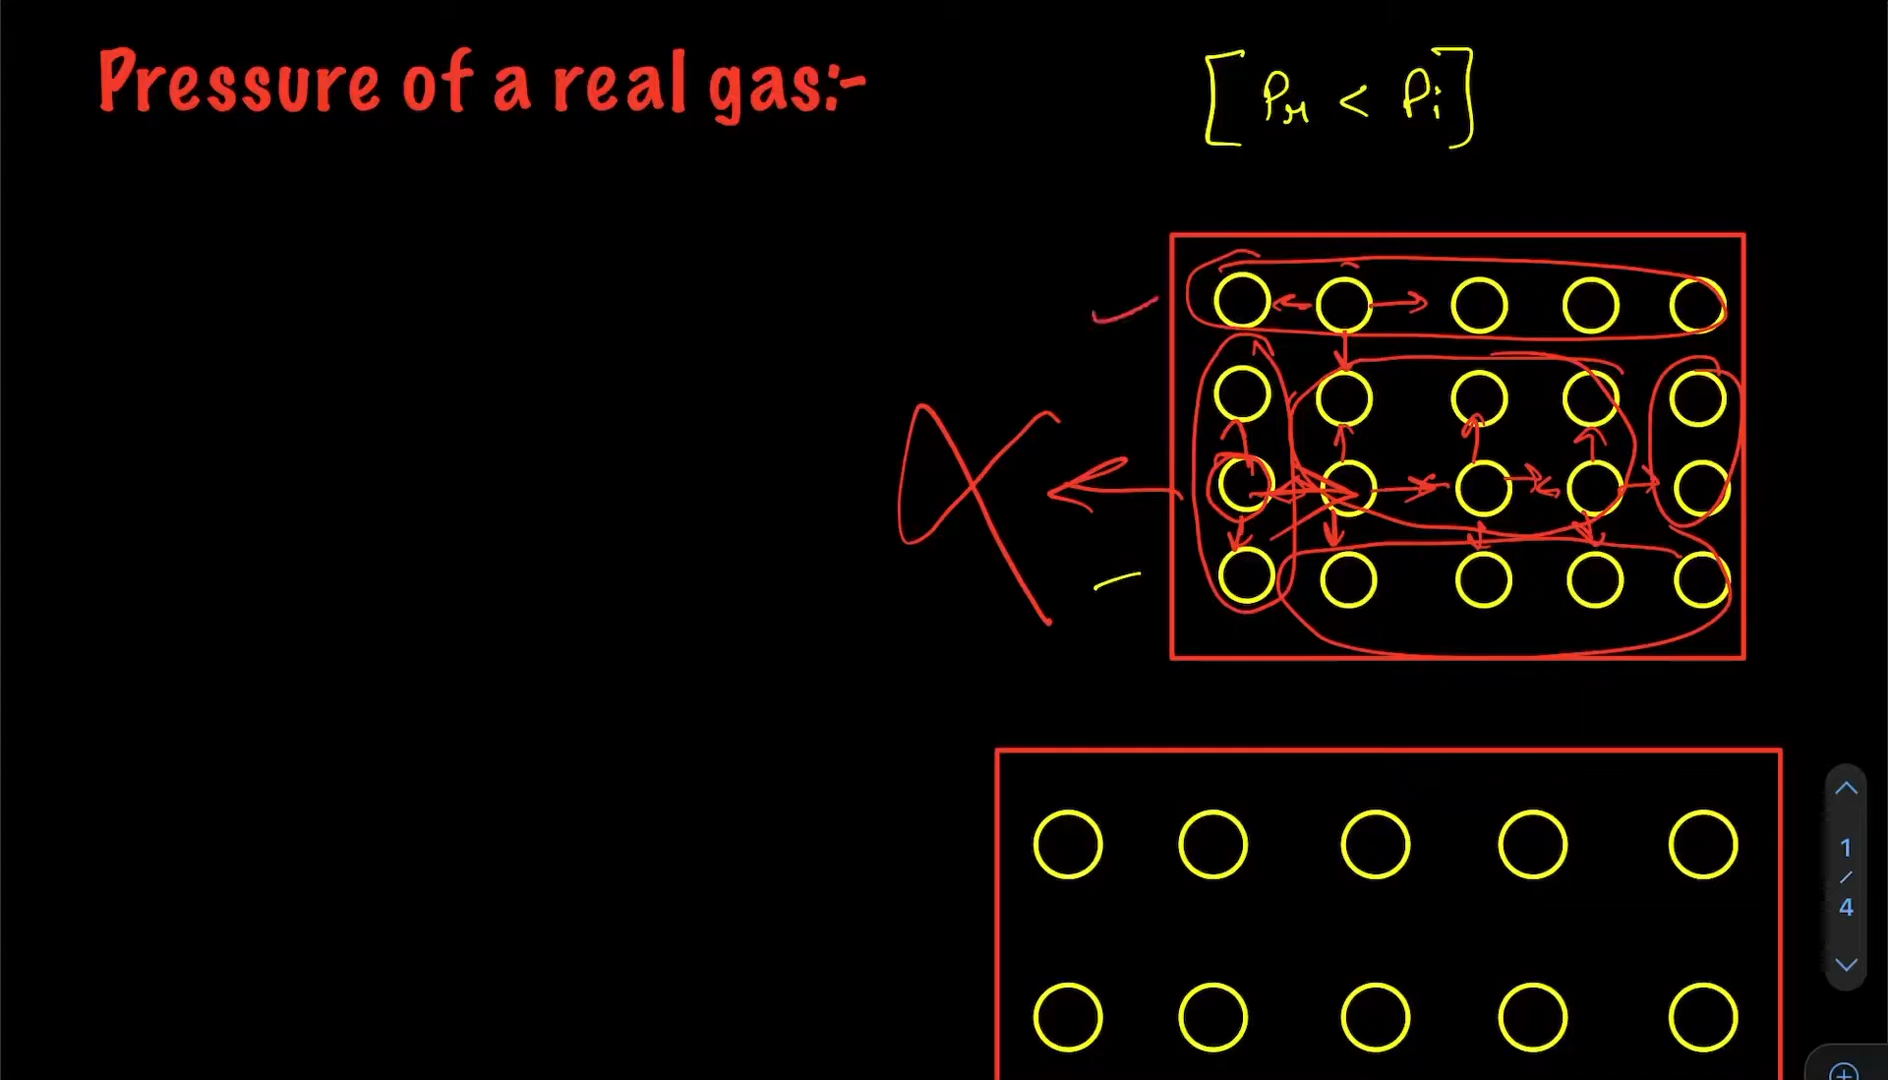 Pressure of a real gas:-
[Pr < Pi]
1
/
4